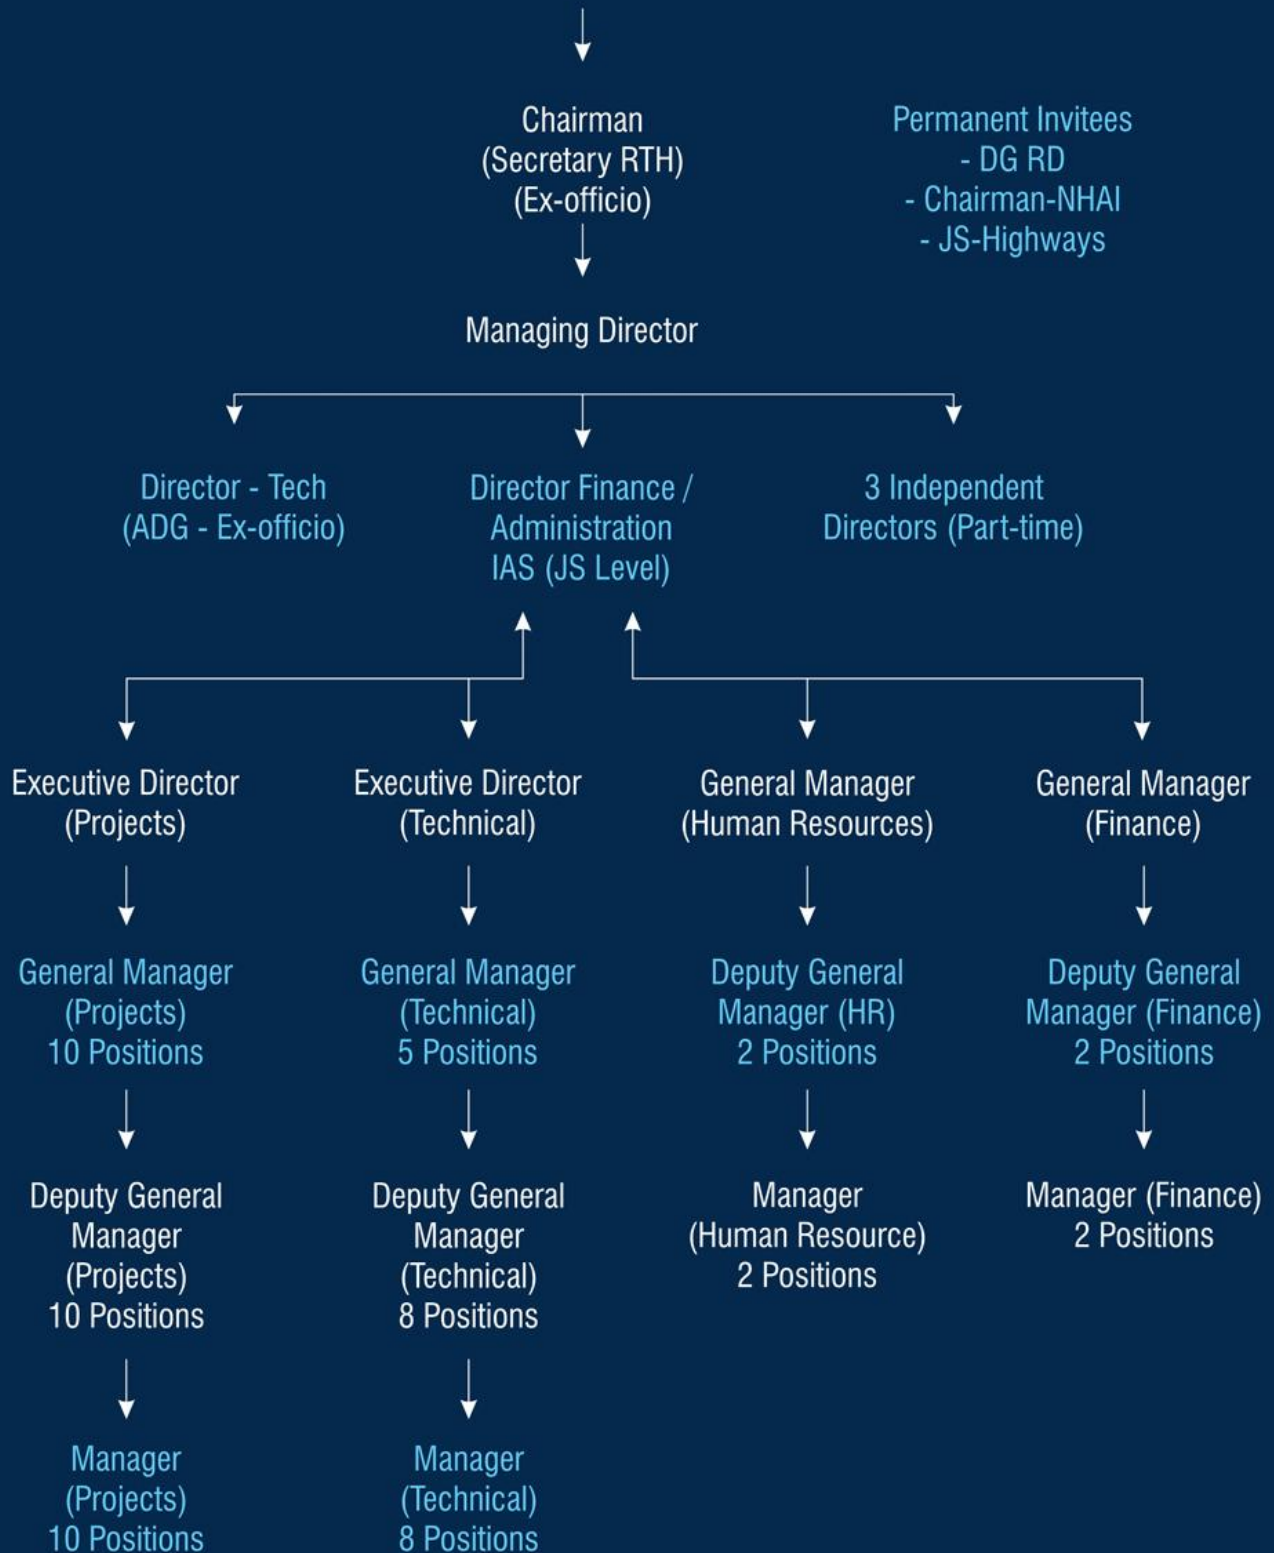 Chairman
(Secretary RTH)
(Ex-officio)
Permanent Invitees
- DG RD
- Chairman-NHAI
- JS-Highways
Managing Director
Director - Tech
(ADG - Ex-officio)
Director Finance /
Administration
IAS (JS Level)
3 Independent
Directors (Part-time)
Executive Director
(Projects)
Executive Director
(Technical)
General Manager
(Human Resources)
General Manager
(Finance)
General Manager
(Projects)
10 Positions
General Manager
(Technical)
5 Positions
Deputy General
Manager (HR)
2 Positions
Deputy General
Manager (Finance)
2 Positions
Deputy General
Manager
(Projects)
10 Positions
Deputy General
Manager
(Technical)
8 Positions
Manager
(Human Resource)
2 Positions
Manager (Finance)
2 Positions
Manager
(Projects)
10 Positions
Manager
(Technical)
8 Positions